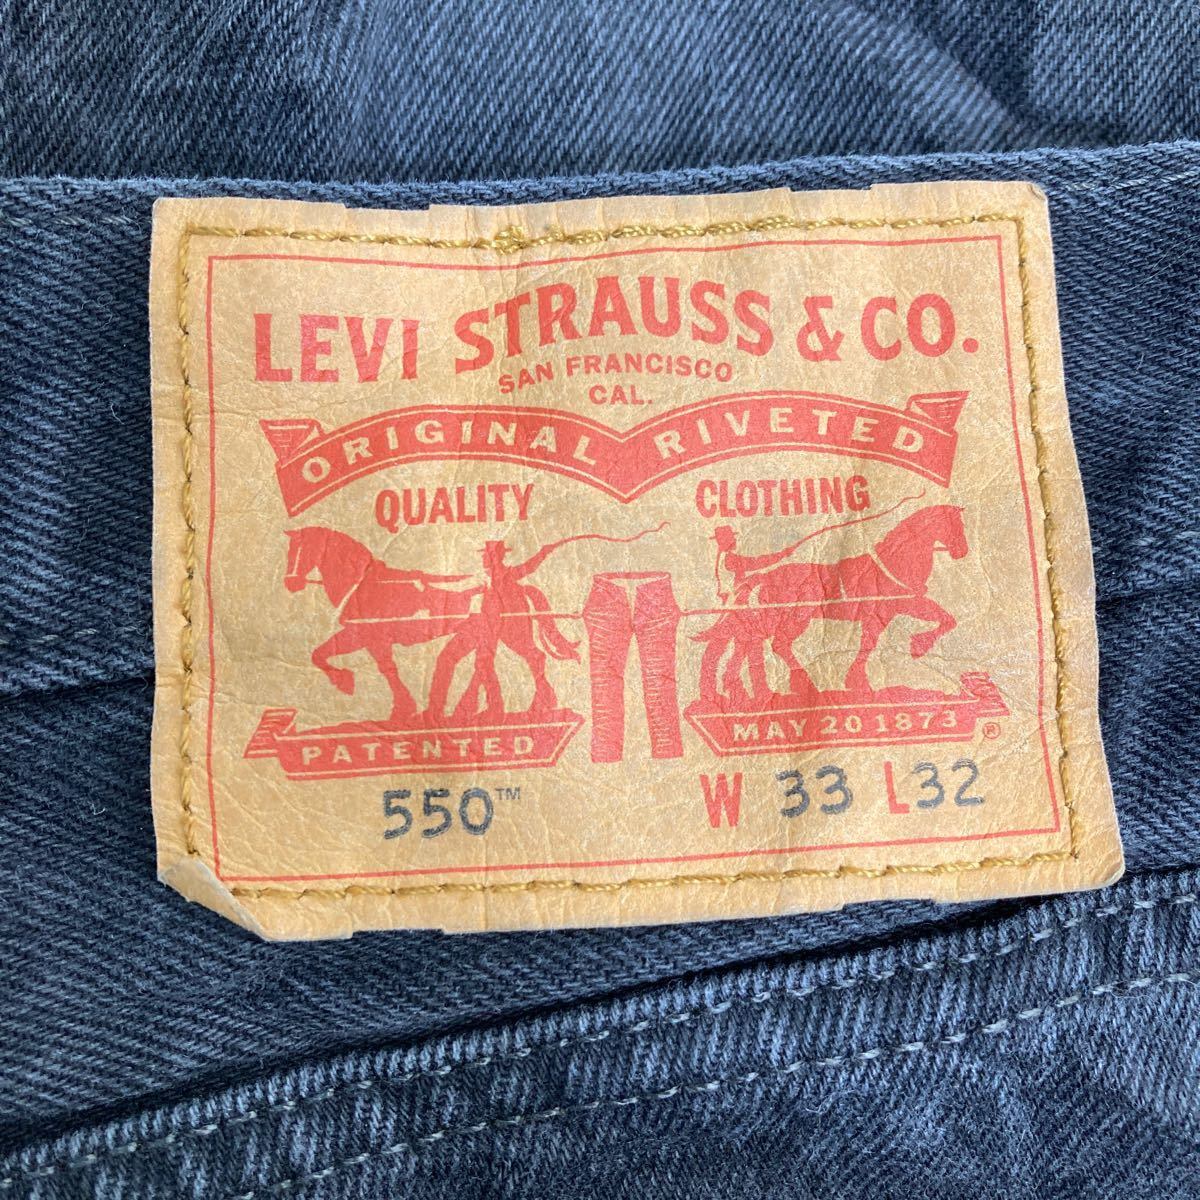 LEVI STRAUSS & CO.
SAN FRANCISCO
CAL.
ORIGINAL RIVETED
QUALITY CLOTHING
PATENTED MAY 20 1873 ®
550™ W 33 L32